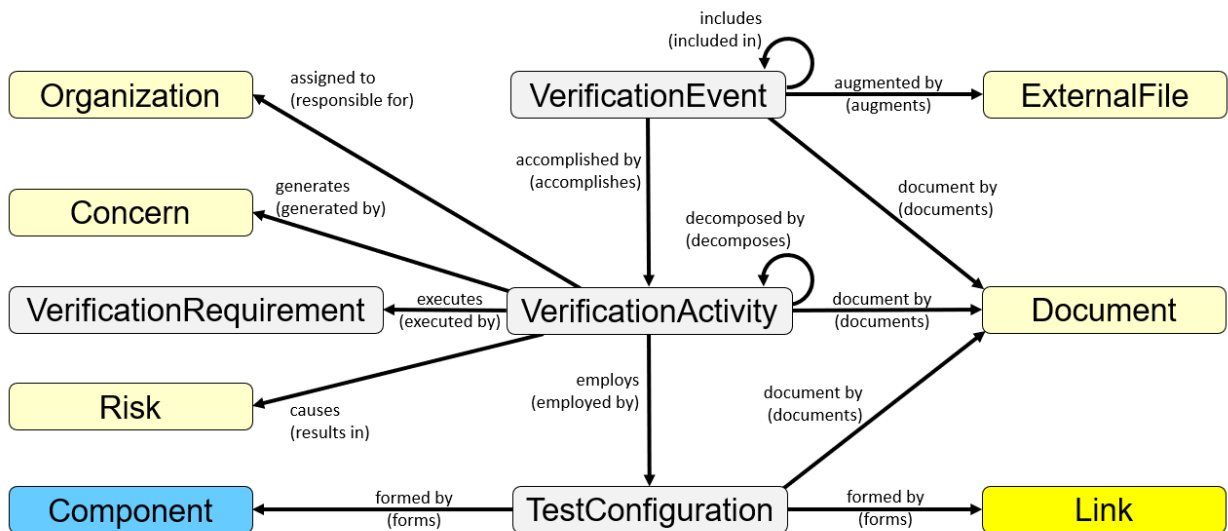 includes
(included in)
Organization
assigned to
(responsible for)
VerificationEvent
augmented by
(augments)
ExternalFile
accomplished by
(accomplishes)
document by
(documents)
Concern
generates
(generated by)
decomposed by
(decomposes)
VerificationRequirement
executes
(executed by)
VerificationActivity
document by
(documents)
Document
Risk
causes
(results in)
employs
(employed by)
document by
(documents)
Component
formed by
(forms)
TestConfiguration
formed by
(forms)
Link